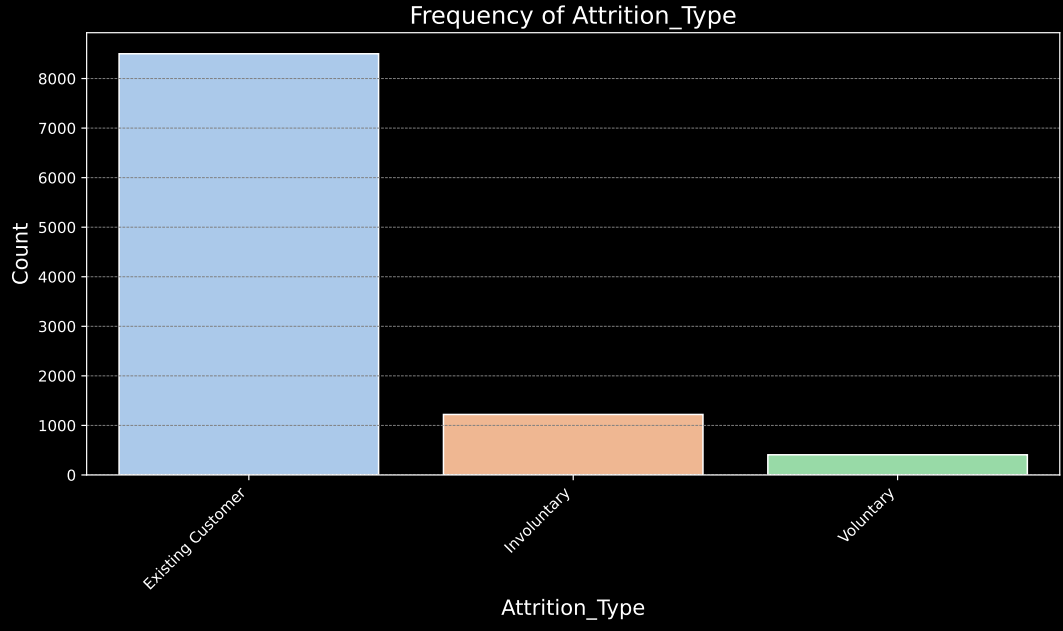 Frequency of Attrition_Type
Count
8000
7000
6000
5000
4000
3000
2000
1000
0
Existing Customer
Involuntary
Voluntary
Attrition_Type